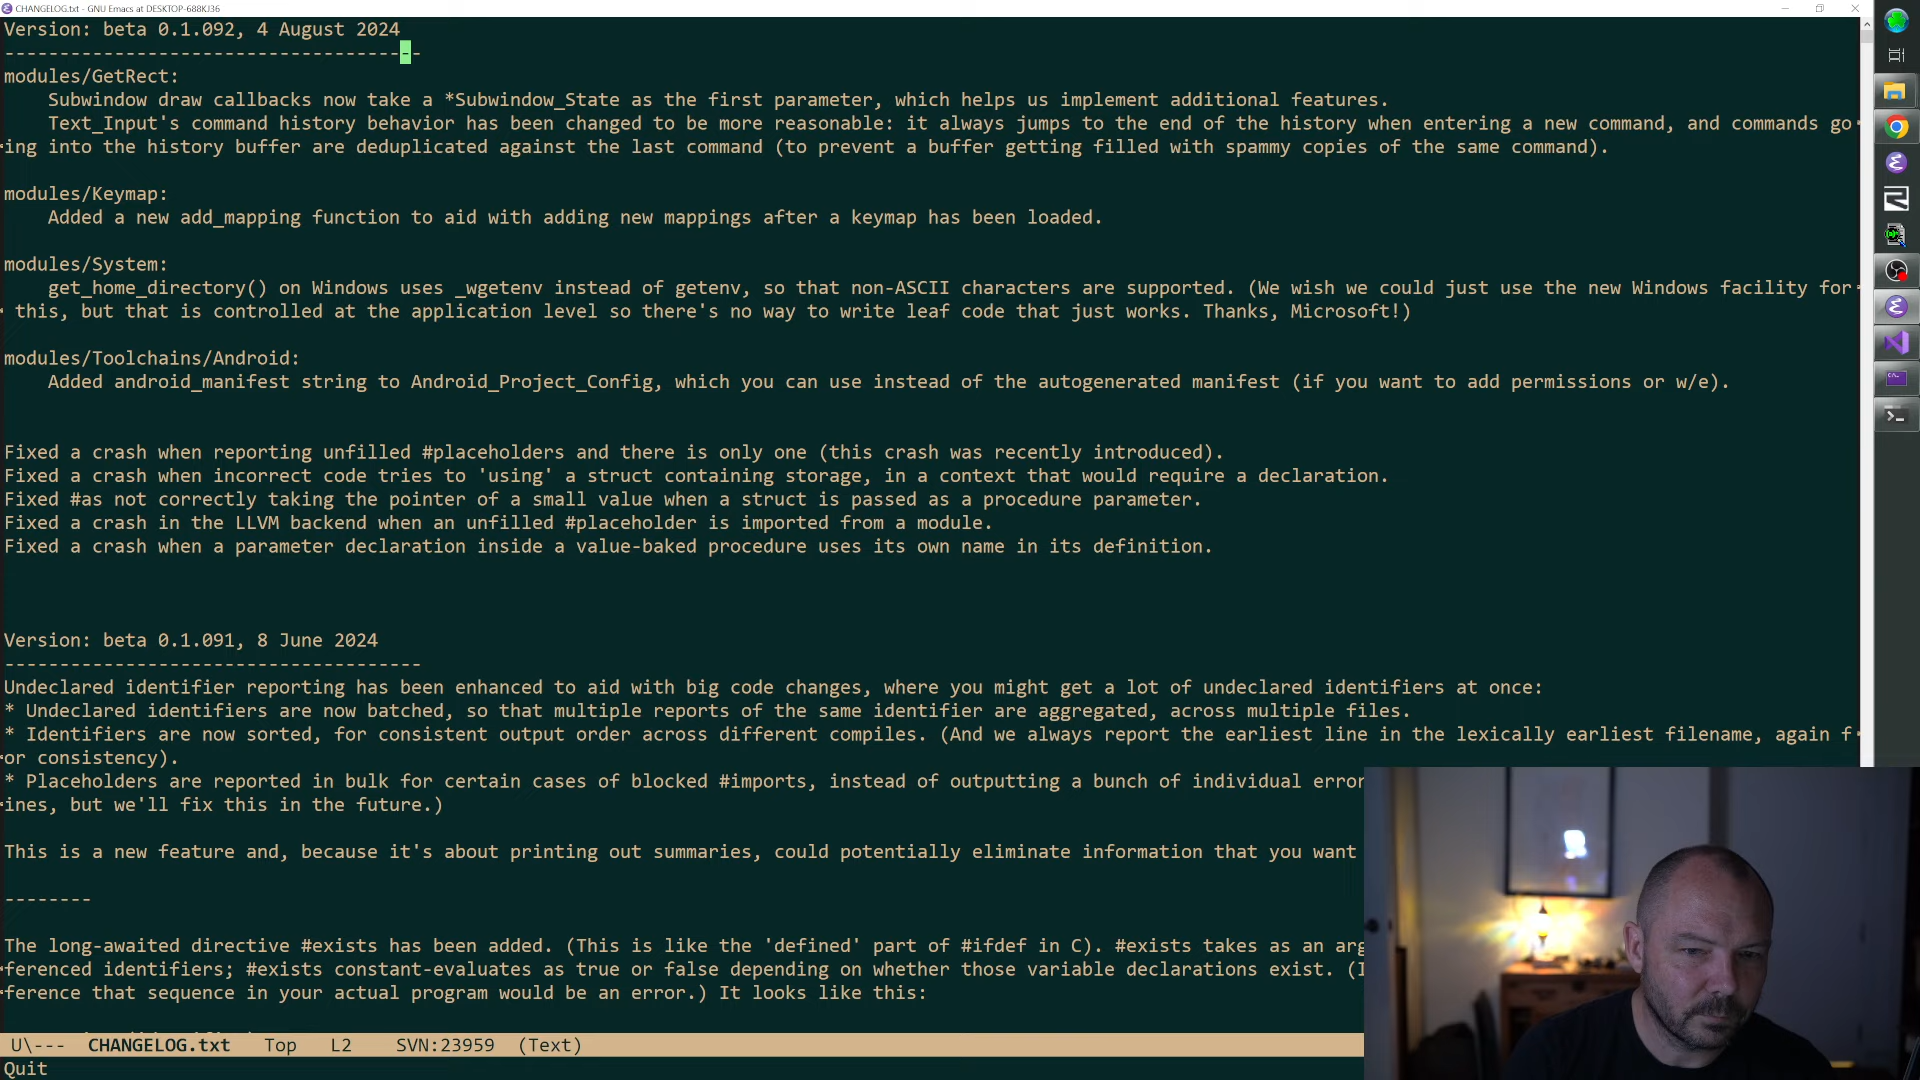 CHANGELOG.txt - GNU Emacs at DESKTOP-688KJ36
Version: beta 0.1.092, 4 August 2024
--------------------------------------
modules/GetRect:
    Subwindow draw callbacks now take a *Subwindow_State as the first parameter, which helps us implement additional features.
    Text_Input's command history behavior has been changed to be more reasonable: it always jumps to the end of the history when entering a new command, and commands go
ing into the history buffer are deduplicated against the last command (to prevent a buffer getting filled with spammy copies of the same command).
modules/Keymap:
    Added a new add_mapping function to aid with adding new mappings after a keymap has been loaded.
modules/System:
    get_home_directory() on Windows uses _wgetenv instead of getenv, so that non-ASCII characters are supported. (We wish we could just use the new Windows facility for
 this, but that is controlled at the application level so there's no way to write leaf code that just works. Thanks, Microsoft!)
modules/Toolchains/Android:
    Added android_manifest string to Android_Project_Config, which you can use instead of the autogenerated manifest (if you want to add permissions or w/e).
Fixed a crash when reporting unfilled #placeholders and there is only one (this crash was recently introduced).
Fixed a crash when incorrect code tries to 'using' a struct containing storage, in a context that would require a declaration.
Fixed #as not correctly taking the pointer of a small value when a struct is passed as a procedure parameter.
Fixed a crash in the LLVM backend when an unfilled #placeholder is imported from a module.
Fixed a crash when a parameter declaration inside a value-baked procedure uses its own name in its definition.
Version: beta 0.1.091, 8 June 2024
--------------------------------------
Undeclared identifier reporting has been enhanced to aid with big code changes, where you might get a lot of undeclared identifiers at once:
* Undeclared identifiers are now batched, so that multiple reports of the same identifier are aggregated, across multiple files.
* Identifiers are now sorted, for consistent output order across different compiles. (And we always report the earliest line in the lexically earliest filename, again f
or consistency).
* Placeholders are reported in bulk for certain cases of blocked #imports, instead of outputting a bunch of individual error
ines, but we'll fix this in the future.)
This is a new feature and, because it's about printing out summaries, could potentially eliminate information that you want
--------
The long-awaited directive #exists has been added. (This is like the 'defined' part of #ifdef in C). #exists takes as an arg
ferenced identifiers; #exists constant-evaluates as true or false depending on whether those variable declarations exist. (I
ference that sequence in your actual program would be an error.) It looks like this:
U\--- CHANGELOG.txt Top L2 SVN:23959 (Text)
Quit